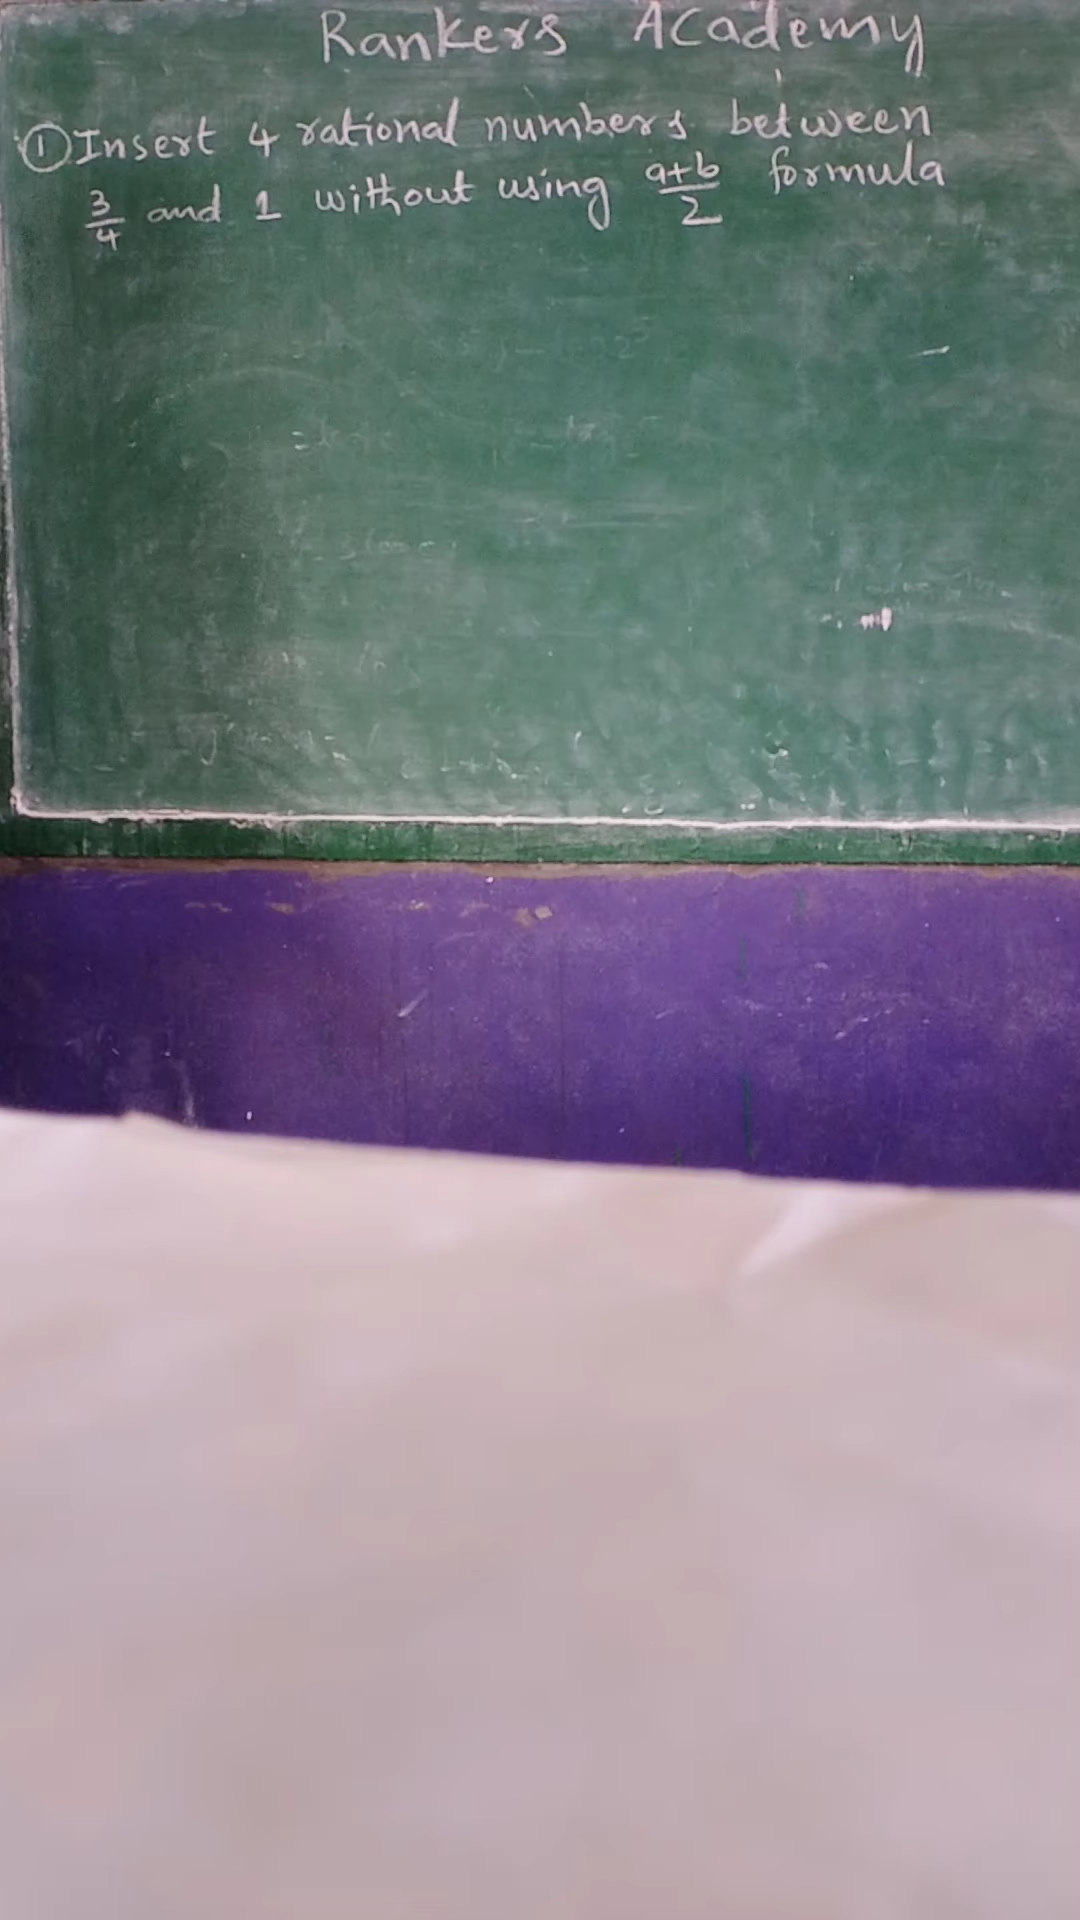 Rankers Academy
① Insert 4 rational numbers between
3/4 and 1 without using a+b/2 formula